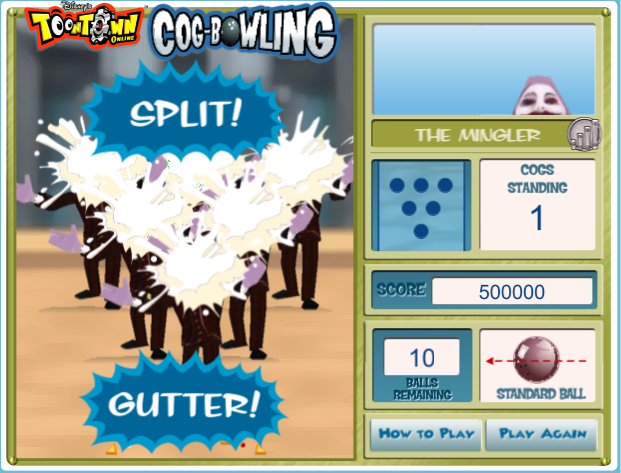 Disney's
TOONTOWN
ONLINE
COG-BOWLING
SPLIT!
THE MINGLER
COGS
STANDING
1
SCORE 500000
10
BALLS
REMAINING
STANDARD BALL
GUTTER!
HOW TO PLAY
PLAY AGAIN